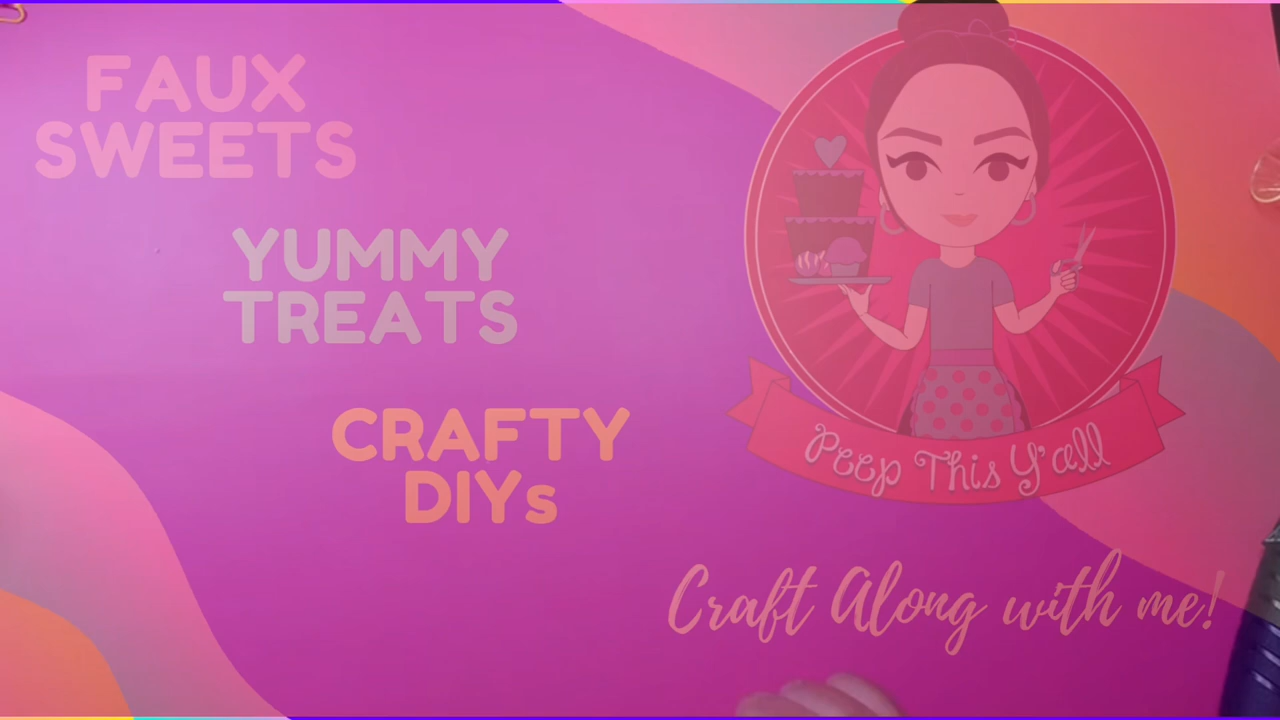 FAUX
SWEETS
YUMMY
TREATS
CRAFTY
DIYs
Peep This Y'all
Craft Along with me!